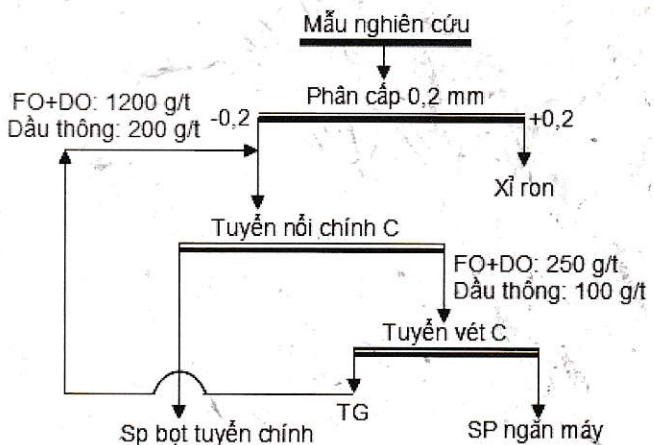 Mẫu nghiên cứu
FO+DO: 1200 g/t
Dầu thông: 200 g/t
Phân cấp 0,2 mm
-0,2
+0,2
Xỉ ron
Tuyển nổi chính C
FO+DO: 250 g/t
Dầu thông: 100 g/t
Tuyển vét C
TG
Sp bọt tuyển chính
SP ngăn máy